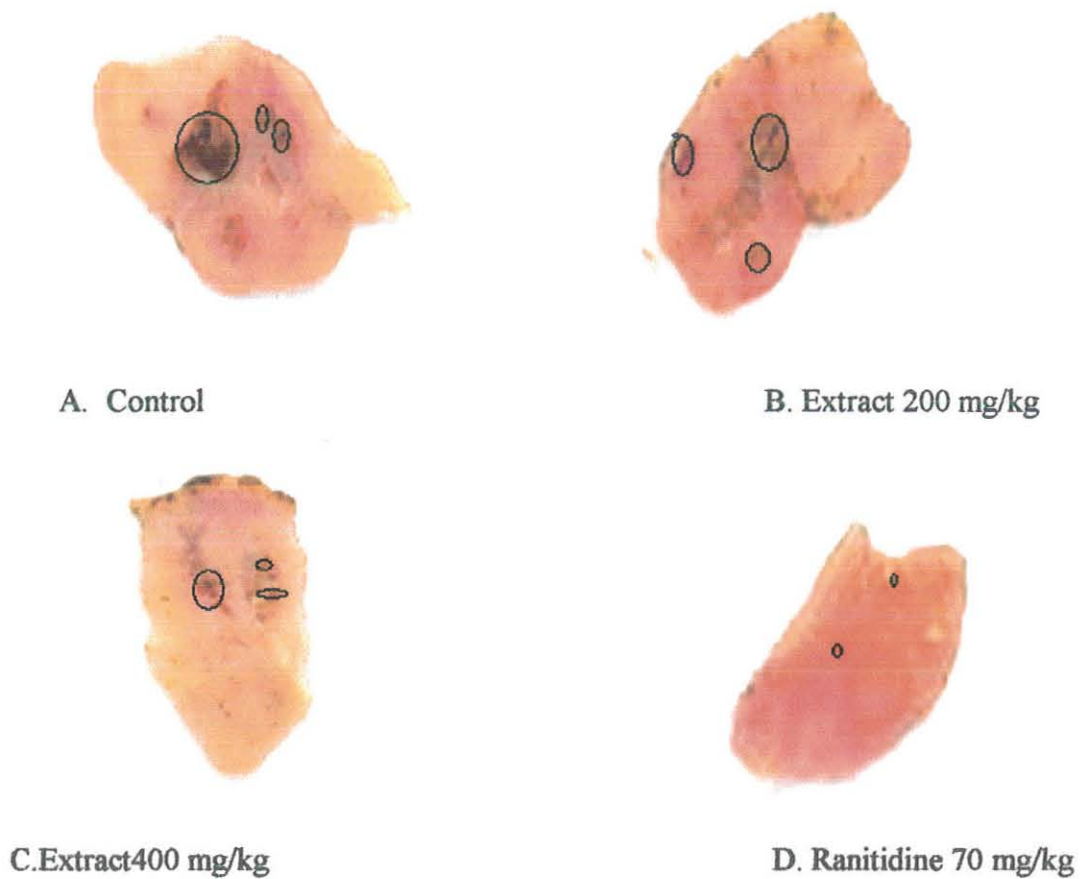 A. Control
B. Extract 200 mg/kg
C.Extract400 mg/kg
D. Ranitidine 70 mg/kg